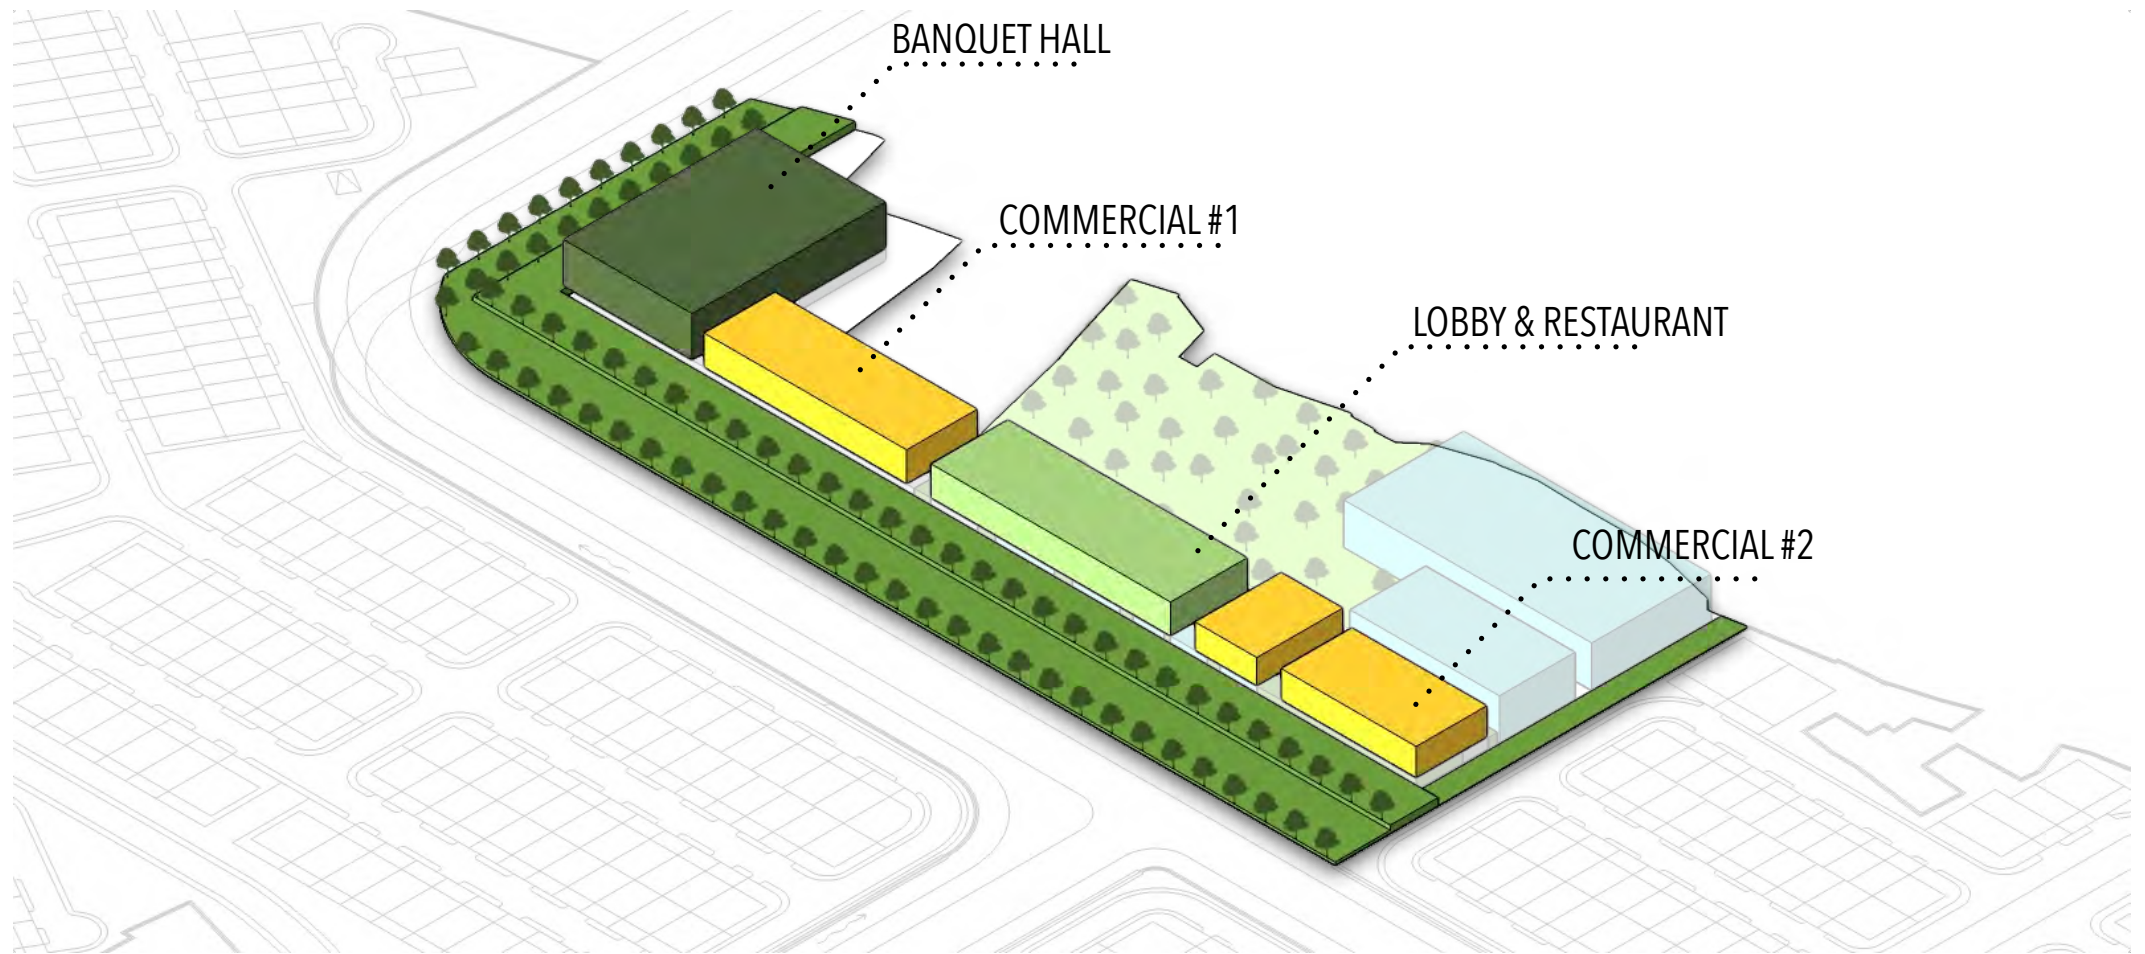 BANQUET HALL
COMMERCIAL #1
LOBBY & RESTAURANT
COMMERCIAL #2